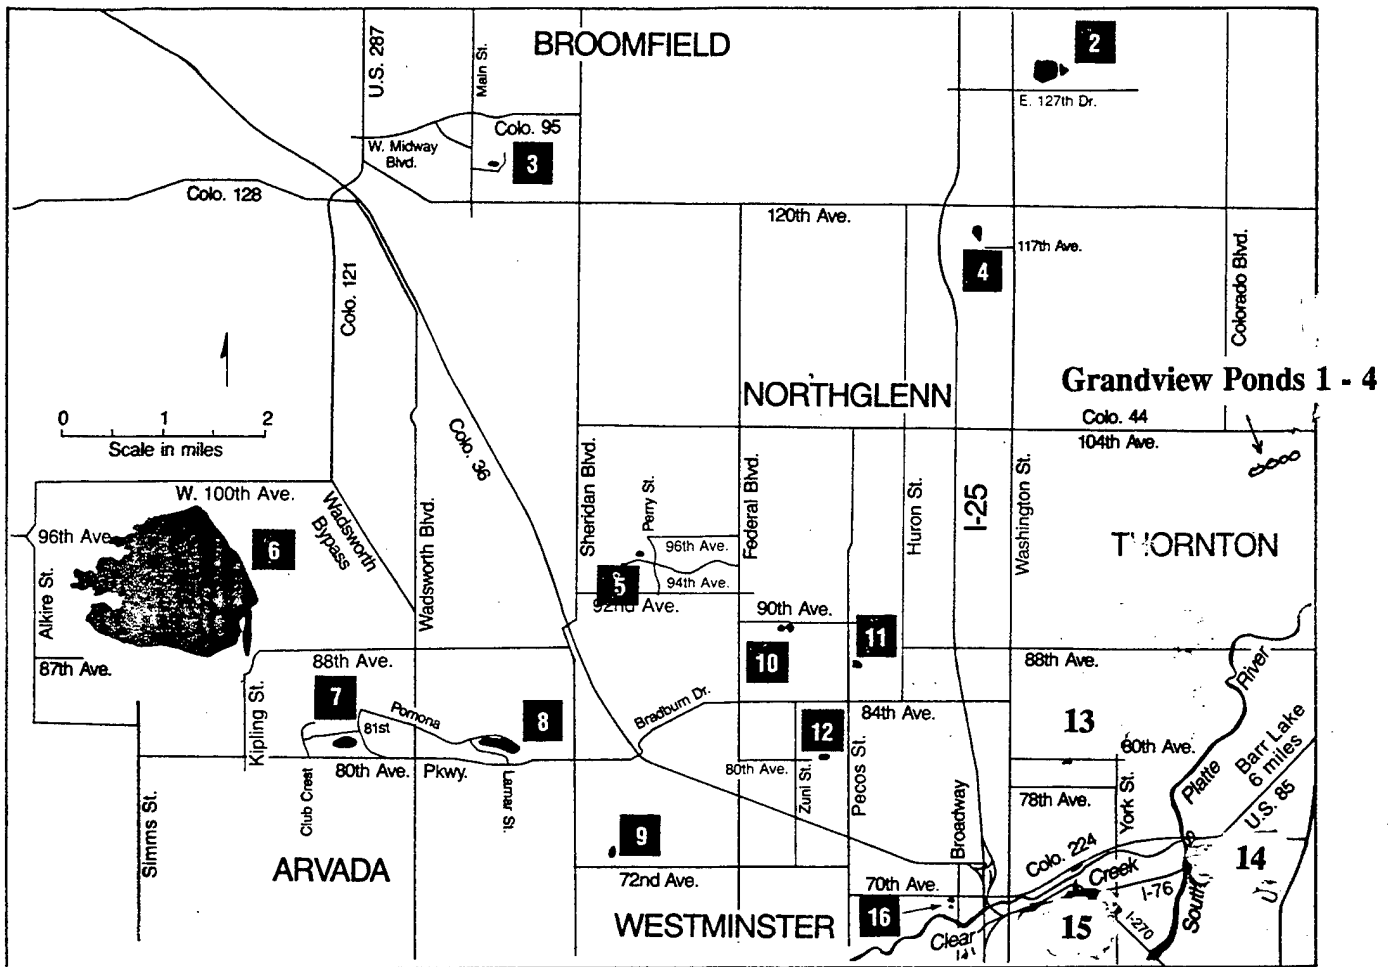 BROOMFIELD
2
U.S. 287
Main St.
E. 127th Dr.
Colo. 95
W. Midway
Blvd.
3
Colo. 128
120th Ave.
117th Ave.
4
Colo. 121
Colorado Blvd.
Grandview Ponds 1 - 4
NORTHGLENN
Colo. 44
104th Ave.
0 1 2
Scale in miles
Colo. 36
Sheridan Blvd.
Perry St.
Federal Blvd.
Huron St.
I-25
Washington St.
W. 100th Ave.
96th Ave
6
Wadsworth
Bypass
Wadsworth Blvd.
96th Ave.
94th Ave.
5
92nd Ave.
THORNTON
Alkire St.
90th Ave.
10
11
87th Ave.
88th Ave.
88th Ave.
River
Kipling St.
7
Pomona
81st
8
Bradburn Dr.
84th Ave.
12
13
80th Ave.
Barr Lake
6 miles
80th Ave. Pkwy.
80th Ave.
Zuni St.
Pecos St.
Platte
U.S. 85
78th Ave.
York St.
Simms St.
Club Crest
Lamar St.
9
Broadway
Colo. 224
14
ARVADA
72nd Ave.
70th Ave.
Creek
I-76
South
16
WESTMINSTER
Clear
15
I-270